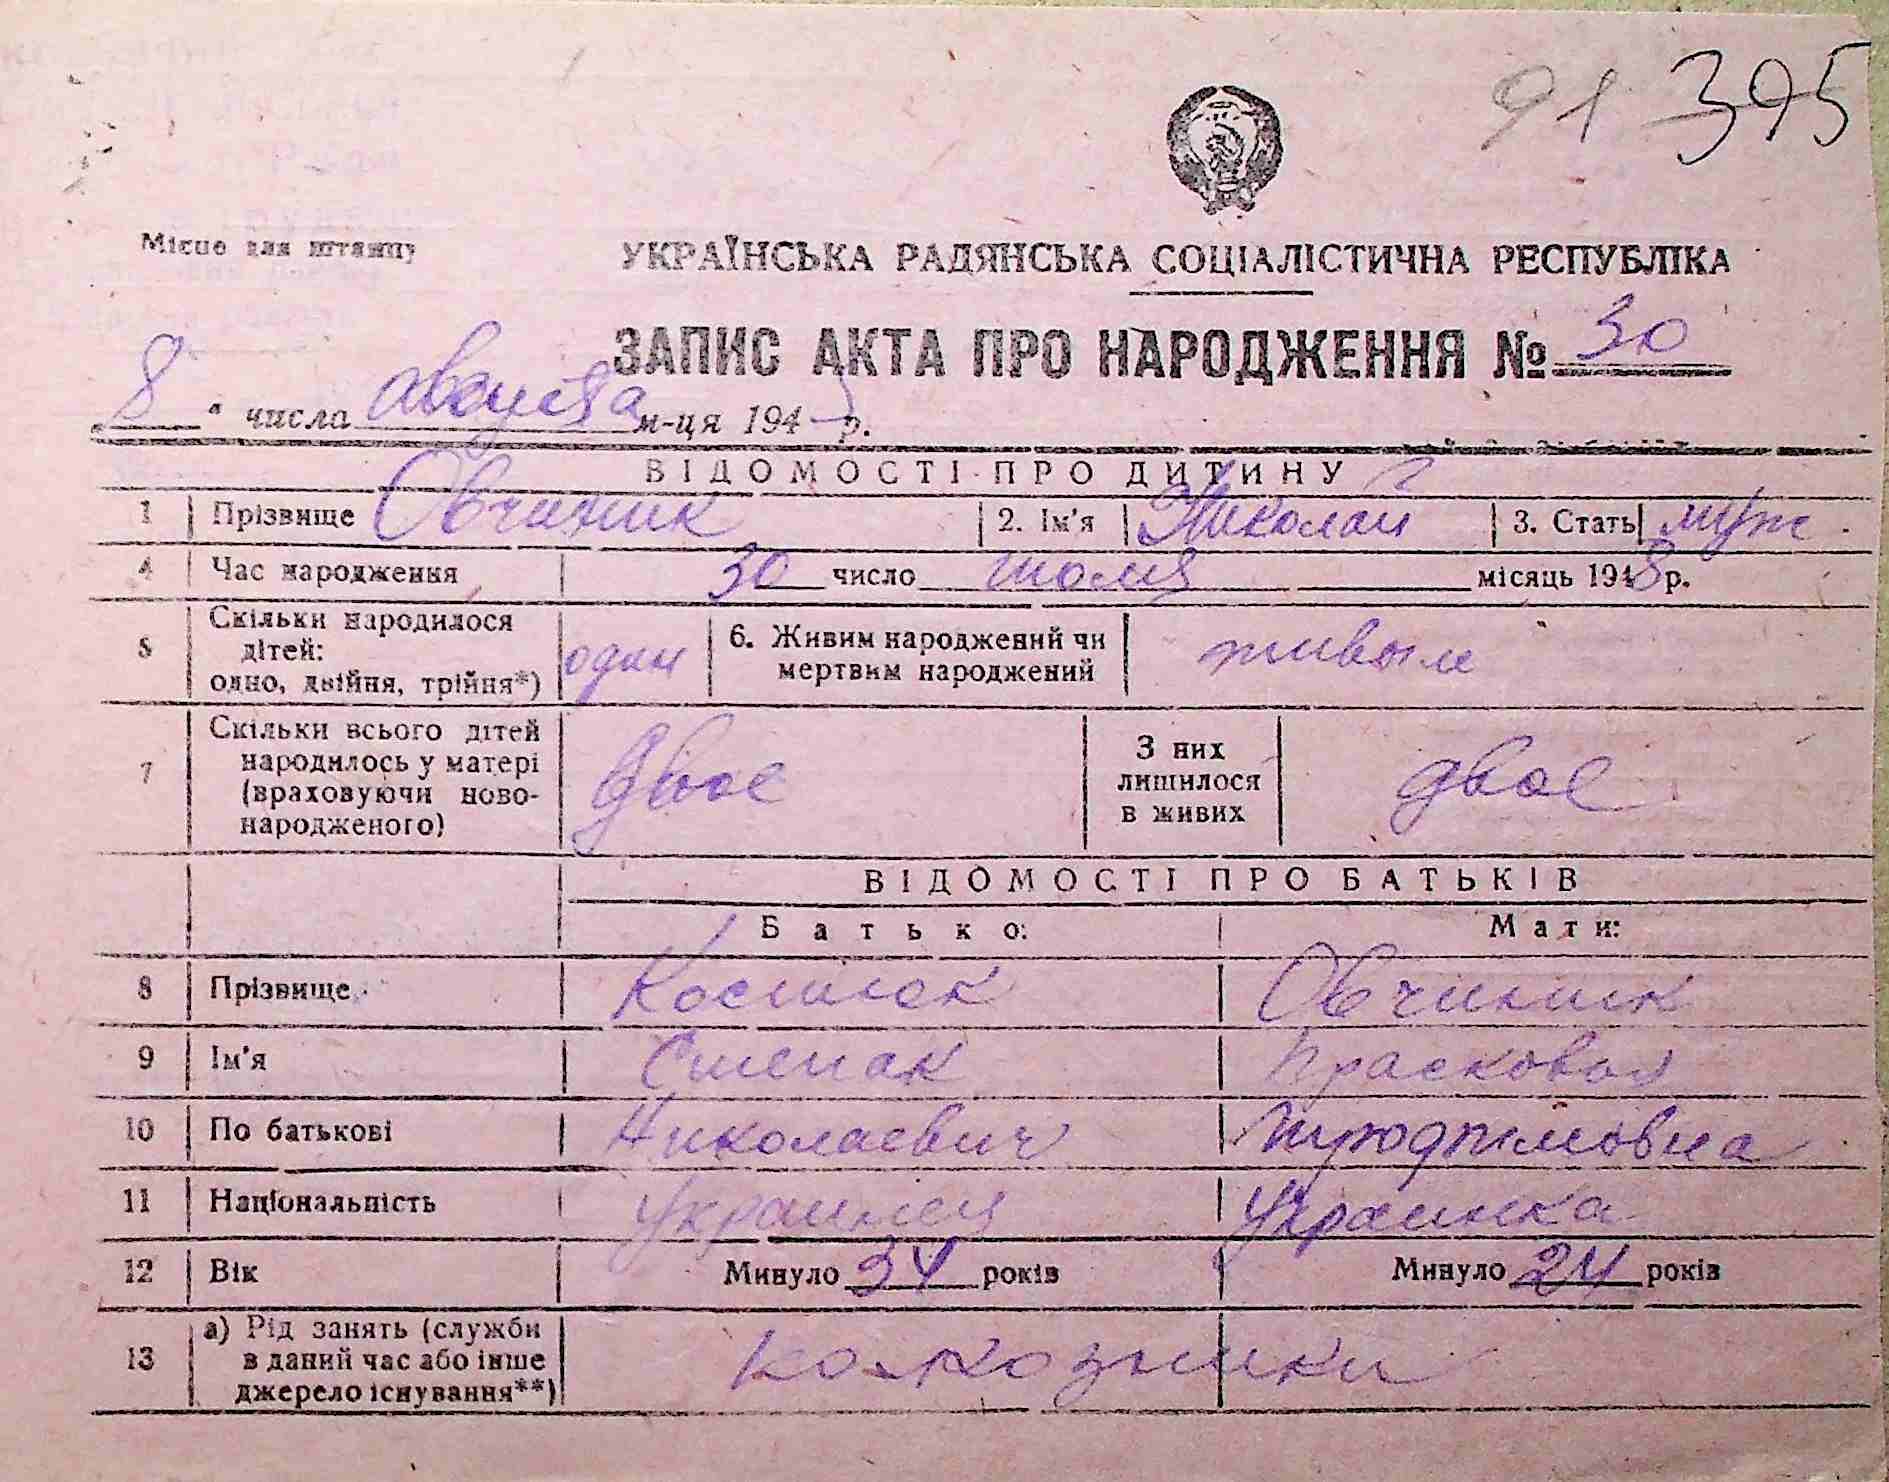 91 395
Місце для штампу
УКРАЇНСЬКА РАДЯНСЬКА СОЦІАЛІСТИЧНА РЕСПУБЛІКА
ЗАПИС АКТА ПРО НАРОДЖЕННЯ № 30
8 " числа августа м-ця 194 р.
ВІДОМОСТІ ПРО ДИТИНУ
1 Прізвище Овчиник 2. Ім'я Николай 3. Стать муж.
4 Час народження 30 число июля місяць 1948 р.
5 Скільки народилося дітей: одно, двійня, трійня*) один 6. Живим народжений чи мертвим народжений живым
7 Скільки всього дітей народилось у матері (враховуючи новонародженого) двое З них лишилося в живих двое
ВІДОМОСТІ ПРО БАТЬКІВ
Батько: Мати:
8 Прізвище Костюк Овчиник
9 Ім'я Степан Прасковья
10 По батькові Николаевич
11 Національність Украинец Украинка
12 Вік Минуло 34 років Минуло 24 років
13 а) Рід занять (служби в даний час або інше джерело існування**) колхозники